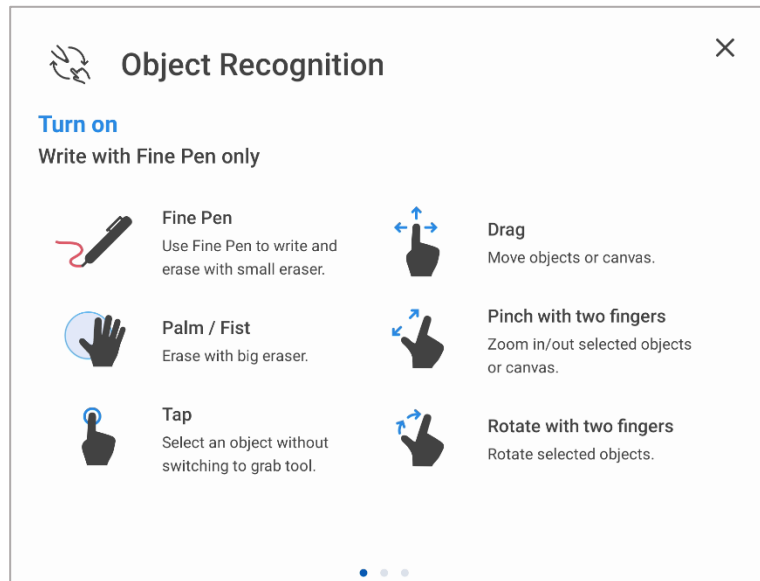 Object Recognition
Turn on
Write with Fine Pen only
Fine Pen
Use Fine Pen to write and
erase with small eraser.
Palm / Fist
Erase with big eraser.
Tap
Select an object without
switching to grab tool.
Drag
Move objects or canvas.
Pinch with two fingers
Zoom in/out selected objects
or canvas.
Rotate with two fingers
Rotate selected objects.